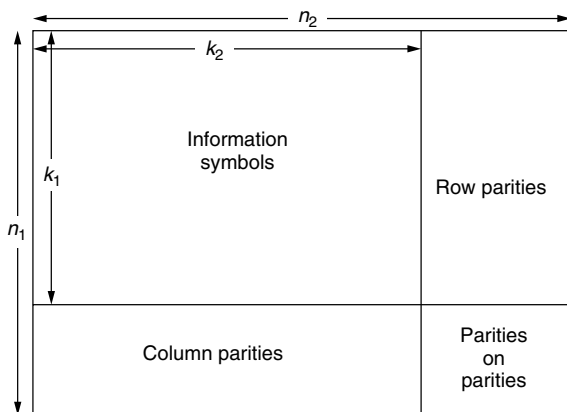 n₂
k₂
Information
symbols
k₁
Row parities
n₁
Column parities
Parities
on
parities